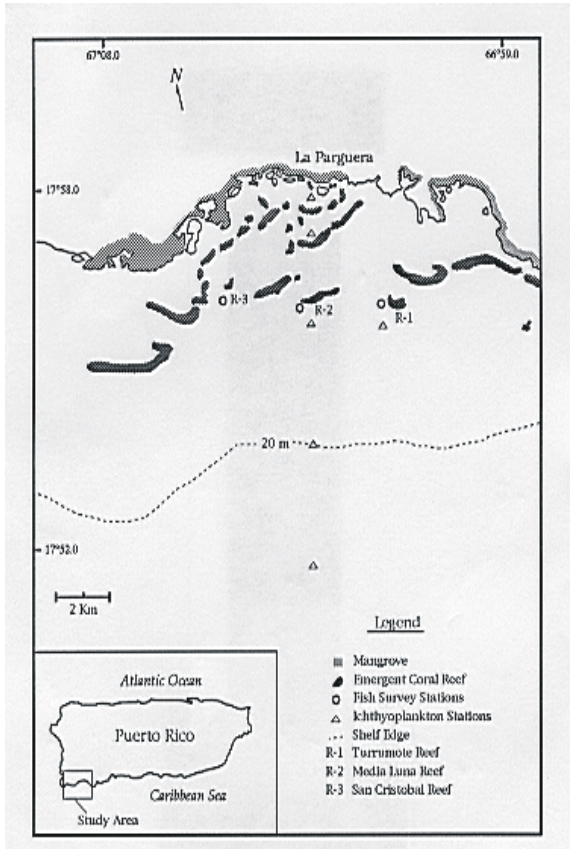 67°08.0
66°59.0
N
La Parguera
17°58.0
R-3
R-2
R-1
20 m
17°52.0
2 Km
Legend
Mangrove
Emergent Coral Reef
Fish Survey Stations
Ichthyoplankton Stations
Shelf Edge
R-1 Turrumote Reef
R-2 Media Luna Reef
R-3 San Cristobal Reef
Atlantic Ocean
Puerto Rico
Caribbean Sea
Study Area